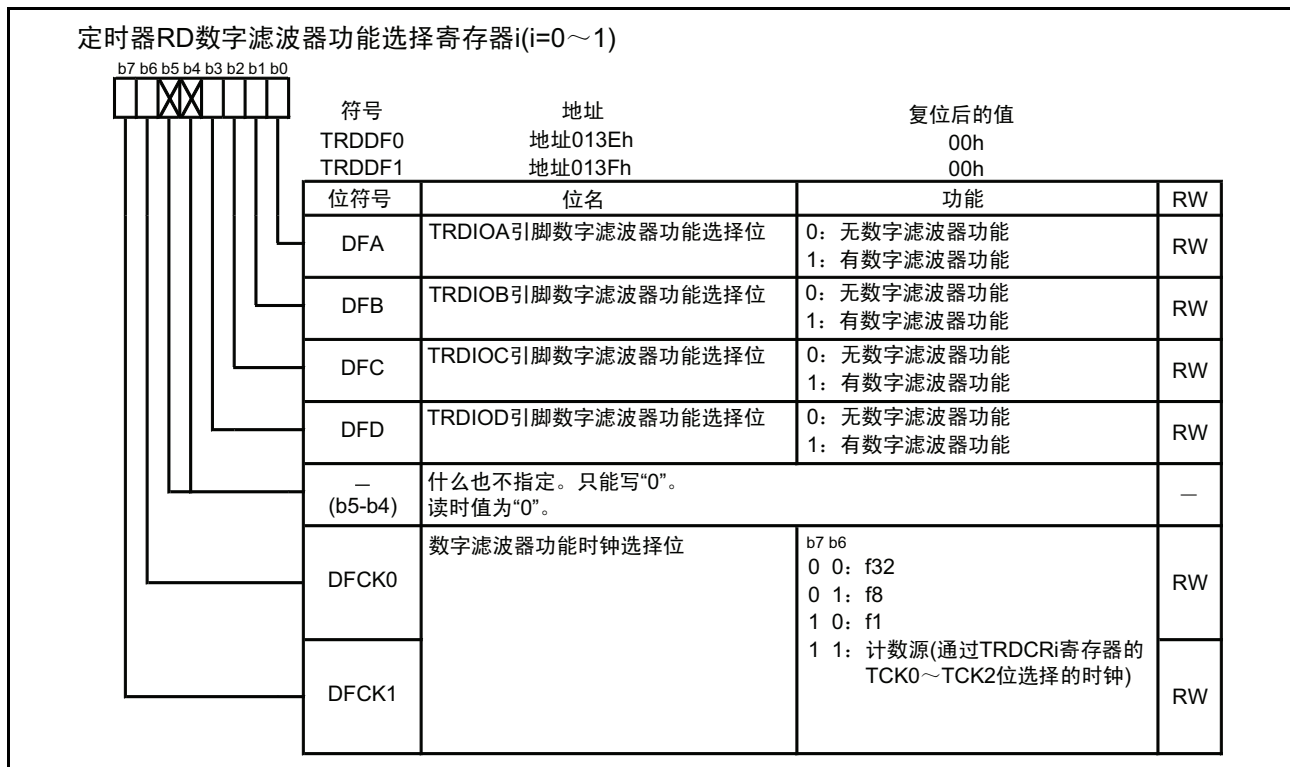 定时器RD数字滤波器功能选择寄存器i(i=0～1)
b7 b6 b5 b4 b3 b2 b1 b0
符号 地址 复位后的值
TRDDF0 地址013Eh 00h
TRDDF1 地址013Fh 00h
位符号 位名 功能 RW
DFA TRDIOA引脚数字滤波器功能选择位 0：无数字滤波器功能 RW
1：有数字滤波器功能
DFB TRDIOB引脚数字滤波器功能选择位 0：无数字滤波器功能 RW
1：有数字滤波器功能
DFC TRDIOC引脚数字滤波器功能选择位 0：无数字滤波器功能 RW
1：有数字滤波器功能
DFD TRDIOD引脚数字滤波器功能选择位 0：无数字滤波器功能 RW
1：有数字滤波器功能
— 什么也不指定。只能写“0”。 —
(b5-b4) 读时值为“0”。
数字滤波器功能时钟选择位 b7 b6
0 0：f32
DFCK0 0 1：f8 RW
1 0：f1
1 1：计数源(通过TRDCRi寄存器的
TCK0～TCK2位选择的时钟)
DFCK1 RW